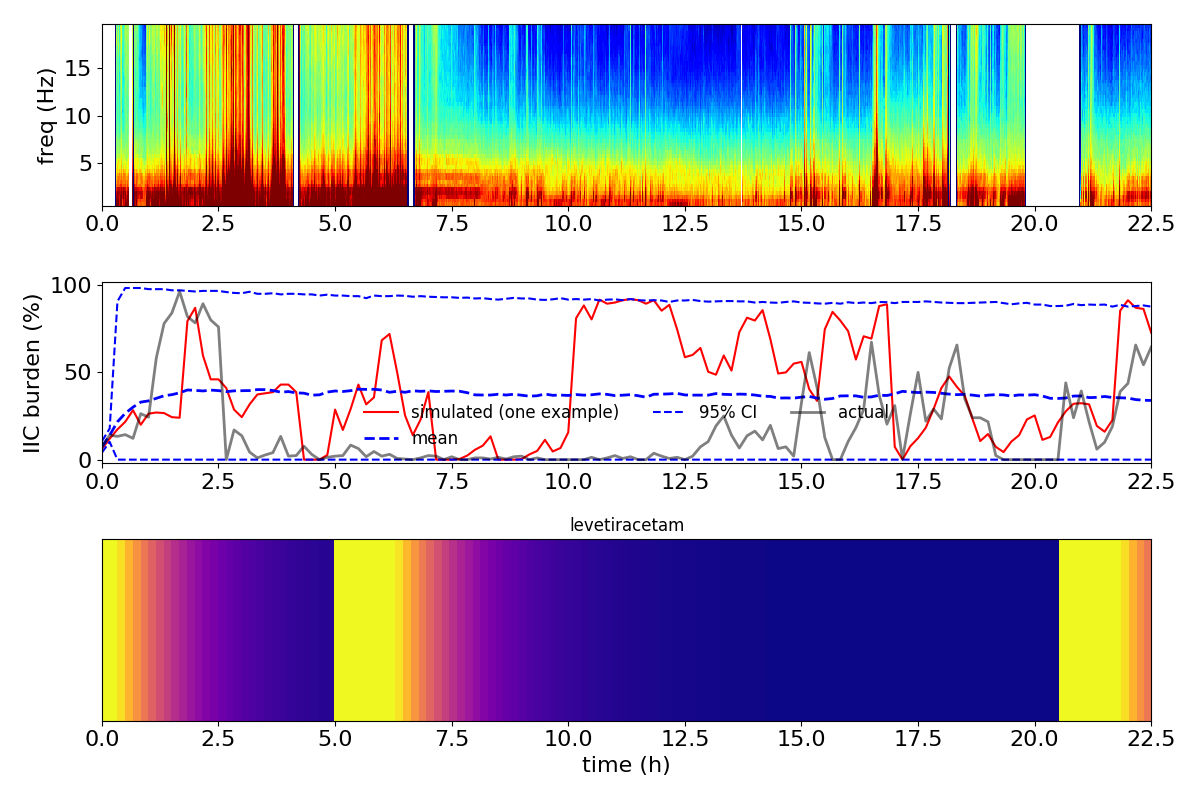 freq (Hz)
15
10
5
0.0 2.5 5.0 7.5 10.0 12.5 15.0 17.5 20.0 22.5
IIC burden (%)
100
50
0
simulated (one example) 95% CI actual
mean
0.0 2.5 5.0 7.5 10.0 12.5 15.0 17.5 20.0 22.5
levetiracetam
0.0 2.5 5.0 7.5 10.0 12.5 15.0 17.5 20.0 22.5
time (h)